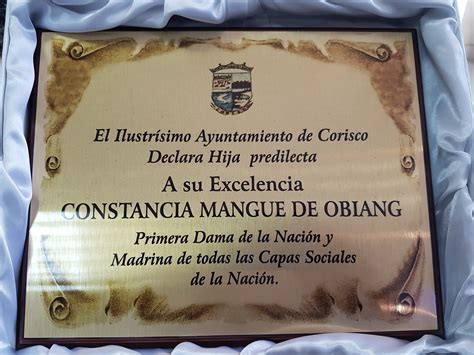 El Ilustrísimo Ayuntamiento de Corisco
Declara Hija predilecta
A su Excelencia
CONSTANCIA MANGUE DE OBIANG
Primera Dama de la Nación y
Madrina de todas las Capas Sociales
de la Nación.